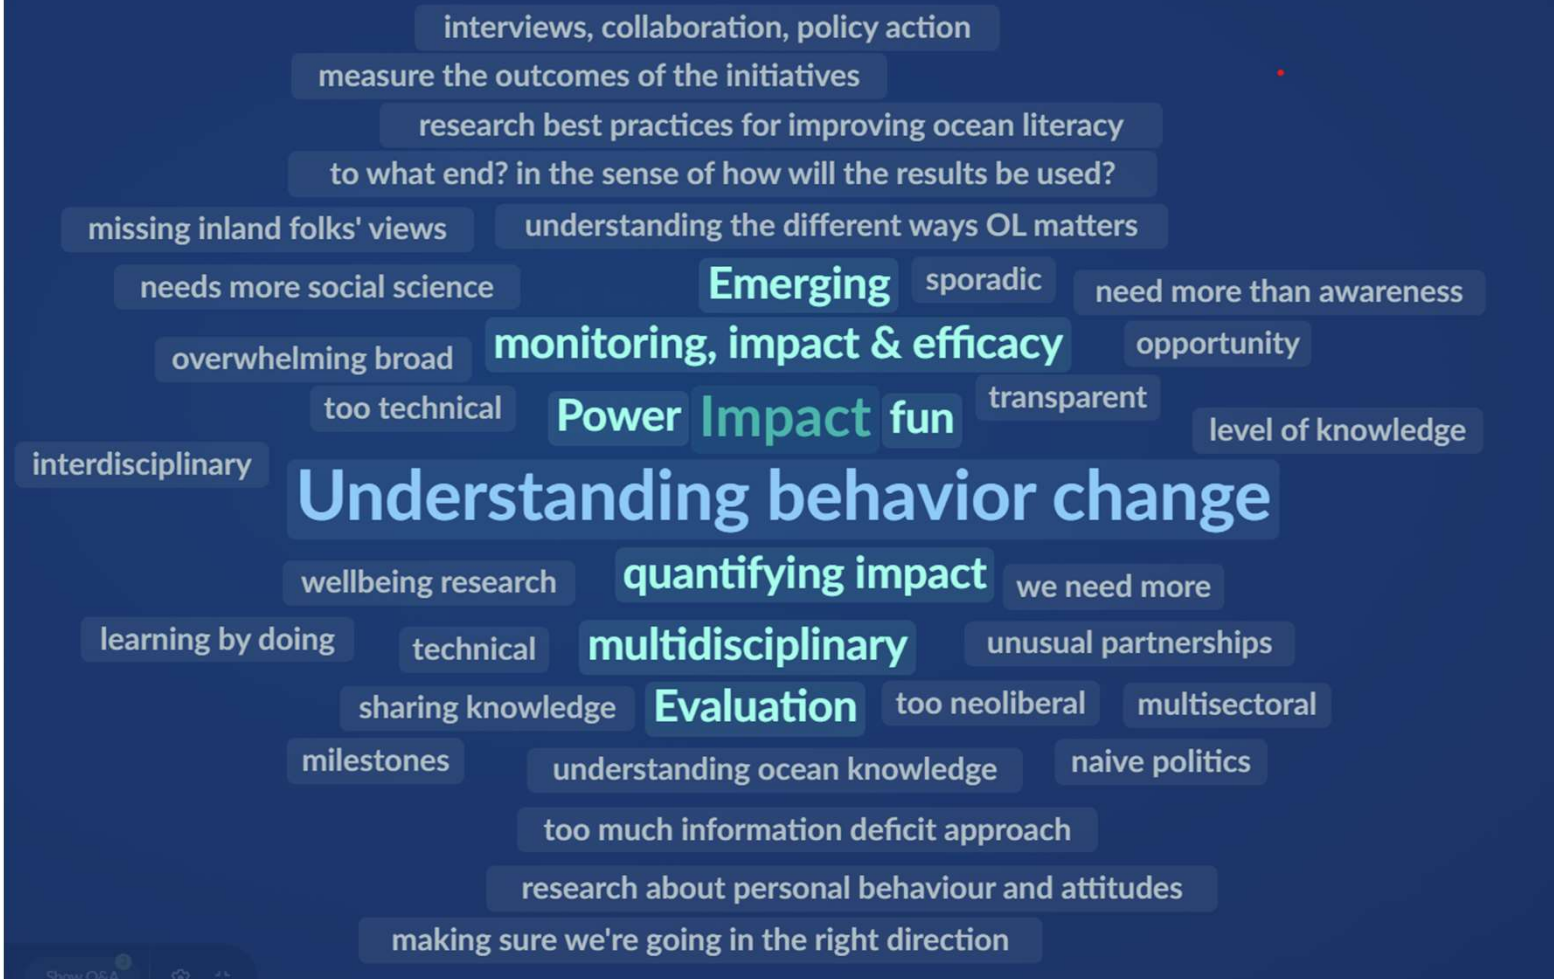 interviews, collaboration, policy action
measure the outcomes of the initiatives
research best practices for improving ocean literacy
to what end? in the sense of how will the results be used?
missing inland folks' views
understanding the different ways OL matters
needs more social science
Emerging
sporadic
need more than awareness
overwhelming broad
monitoring, impact & efficacy
opportunity
too technical
Power
Impact
fun
transparent
level of knowledge
interdisciplinary
Understanding behavior change
wellbeing research
quantifying impact
we need more
learning by doing
technical
multidisciplinary
unusual partnerships
sharing knowledge
Evaluation
too neoliberal
multisectoral
milestones
understanding ocean knowledge
naive politics
too much information deficit approach
research about personal behaviour and attitudes
making sure we're going in the right direction
Show Q&A